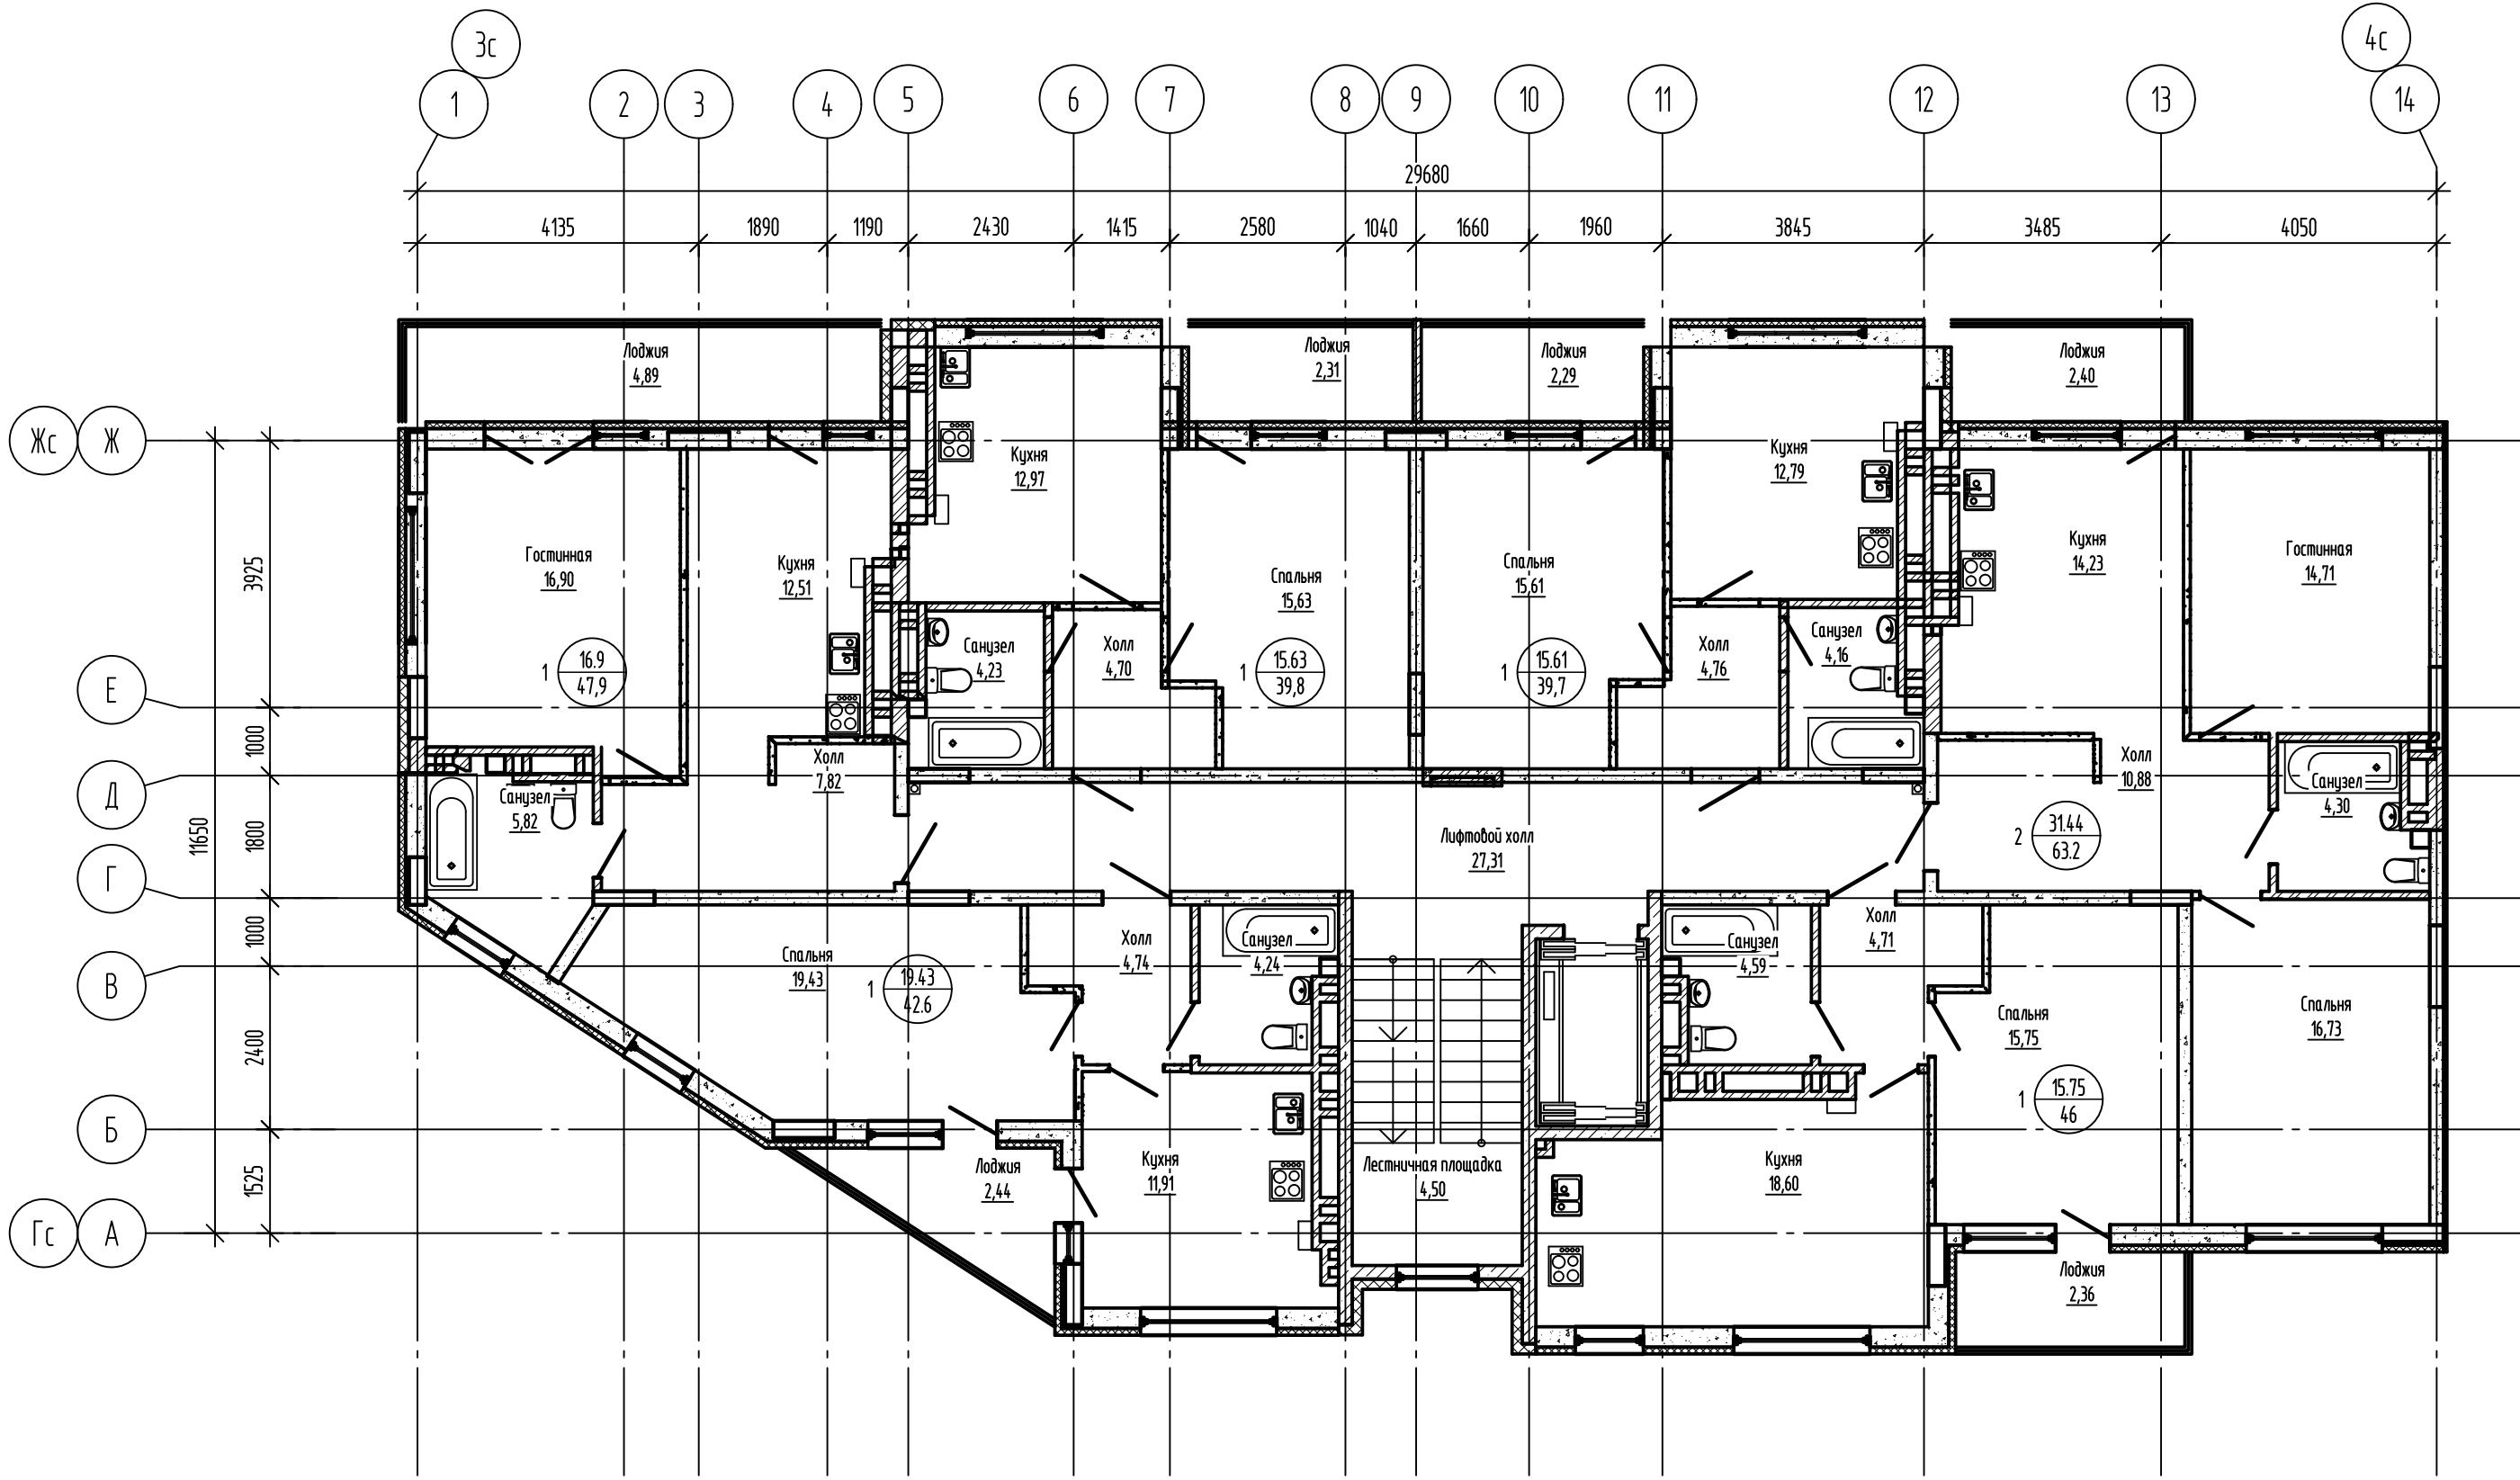 3с
4с
1
2
3
4
5
6
7
8
9
10
11
12
13
14
29680
4135
1890
1190
2430
1415
2580
1040
1660
1960
3845
3485
4050
Лоджия
4,89
Лоджия
2,31
Лоджия
2,29
Лоджия
2,40
Жс
Ж
Кухня
12,97
Кухня
12,79
Гостинная
16,90
Кухня
12,51
Спальня
15,63
Спальня
15,61
Кухня
14,23
Гостинная
14,71
3925
Санузел
4,23
Холл
4,70
Холл
4,76
Санузел
4,16
1
16.9
47,9
1
15.63
39,8
1
15.61
39,7
Е
1000
Холл
7,82
Холл
10,88
Д
Санузел
5,82
Санузел
4,30
11650
1800
Лифтовой холл
27,31
2
31.44
63.2
Г
1000
Спальня
19,43
1
19.43
42.6
Холл
4,74
Санузел
4,24
Санузел
4,59
Холл
4,71
В
2400
Спальня
15,75
Спальня
16,73
1
15.75
46
Б
1525
Лоджия
2,44
Кухня
11,91
Лестничная площадка
4,50
Кухня
18,60
Гс
А
Лоджия
2,36